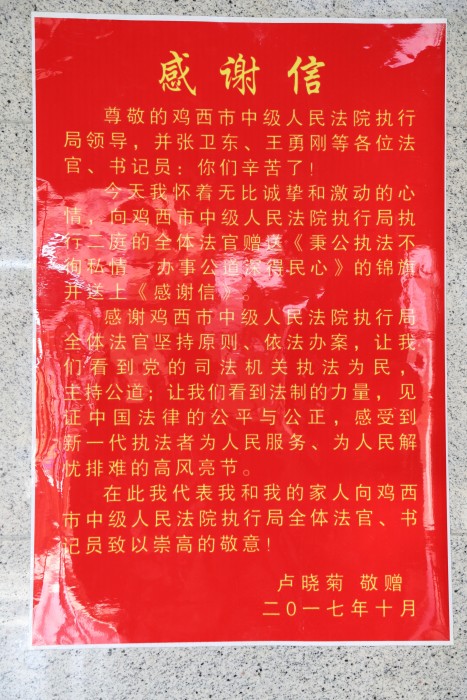 感谢信
尊敬的鸡西市中级人民法院执行
局领导，并张卫东、王勇刚等各位法
官、书记员：你们辛苦了！
今天我怀着无比诚挚和激动的心
情，向鸡西市中级人民法院执行局执
行二庭的全体法官赠送《秉公执法不
徇私情 办事公道深得民心》的锦旗
并送上《感谢信》。
感谢鸡西市中级人民法院执行局
全体法官坚持原则、依法办案，让我
们看到党的司法机关执法为民，
主持公道；让我们看到法制的力量，见
证中国法律的公平与公正，感受到
新一代执法者为人民服务、为人民解
忧排难的高风亮节。
在此我代表我和我的家人向鸡西
市中级人民法院执行局全体法官、书
记员致以崇高的敬意！
卢晓菊 敬赠
二〇一七年十月